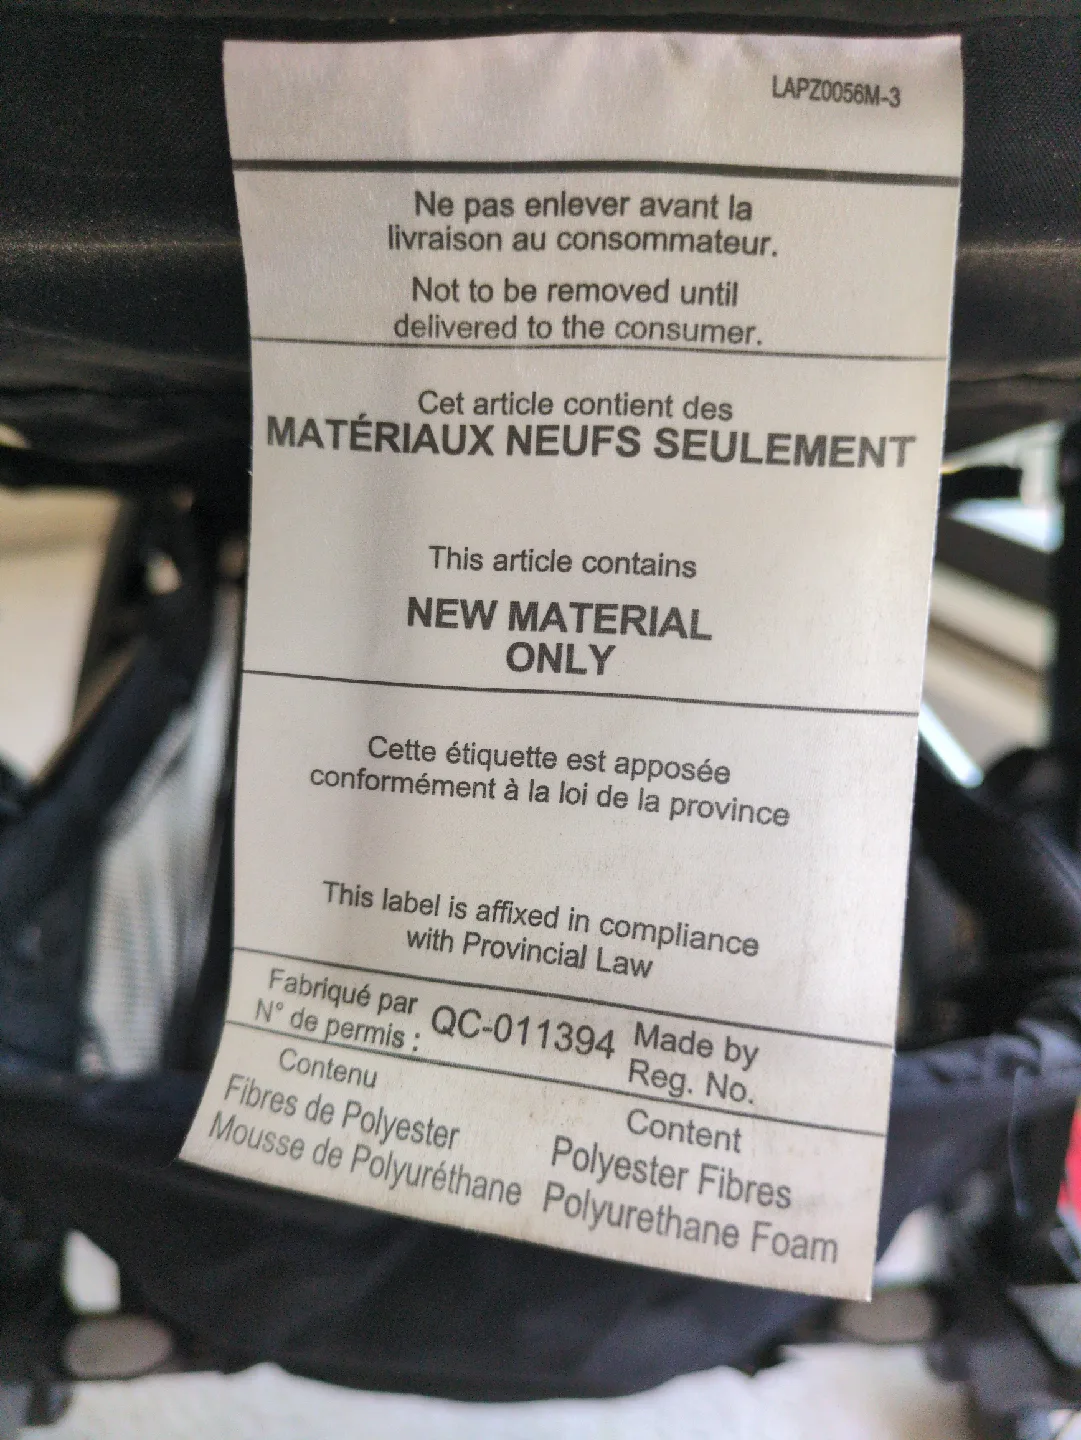 LAPZ0056M-3
Ne pas enlever avant la
livraison au consommateur.
Not to be removed until
delivered to the consumer.
Cet article contient des
MATÉRIAUX NEUFS SEULEMENT
This article contains
NEW MATERIAL
ONLY
Cette étiquette est apposée
conformément à la loi de la province
This label is affixed in compliance
with Provincial Law
Fabriqué par
N° de permis :
QC-011394
Made by
Reg. No.
Contenu
Fibres de Polyester
Mousse de Polyuréthane
Content
Polyester Fibres
Polyurethane Foam